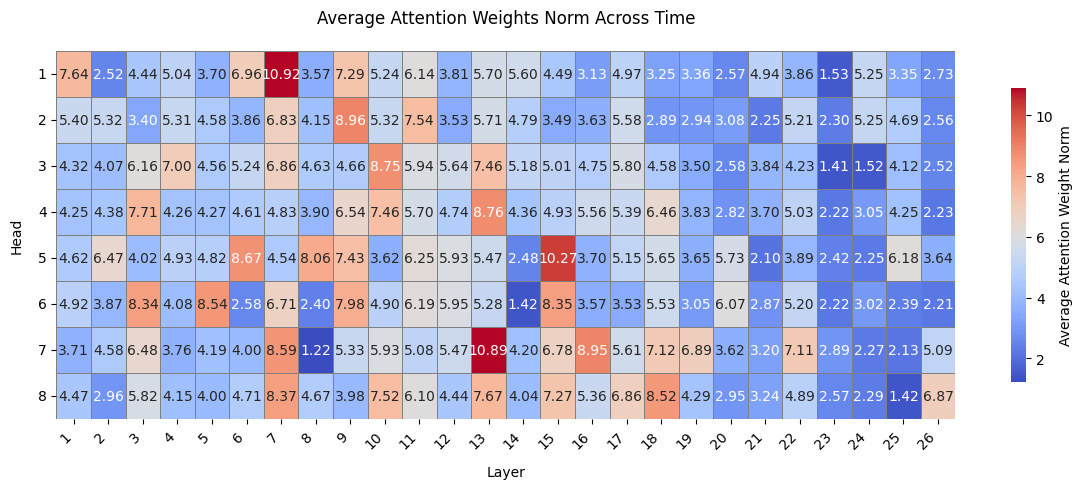 Average Attention Weights Norm Across Time
1 7.64 2.52 4.44 5.04 3.70 6.96 10.92 3.57 7.29 5.24 6.14 3.81 5.70 5.60 4.49 3.13 4.97 3.25 3.36 2.57 4.94 3.86 1.53 5.25 3.35 2.73
2 5.40 5.32 3.40 5.31 4.58 3.86 6.83 4.15 8.96 5.32 7.54 3.53 5.71 4.79 3.49 3.63 5.58 2.89 2.94 3.08 2.25 5.21 2.30 5.25 4.69 2.56
3 4.32 4.07 6.16 7.00 4.56 5.24 6.86 4.63 4.66 8.75 5.94 5.64 7.46 5.18 5.01 4.75 5.80 4.58 3.50 2.58 3.84 4.23 1.41 1.52 4.12 2.52
4 4.25 4.38 7.71 4.26 4.27 4.61 4.83 3.90 6.54 7.46 5.70 4.74 8.76 4.36 4.93 5.56 5.39 6.46 3.83 2.82 3.70 5.03 2.22 3.05 4.25 2.23
5 4.62 6.47 4.02 4.93 4.82 8.67 4.54 8.06 7.43 3.62 6.25 5.93 5.47 2.48 10.27 3.70 5.15 5.65 3.65 5.73 2.10 3.89 2.42 2.25 6.18 3.64
6 4.92 3.87 8.34 4.08 8.54 2.58 6.71 2.40 7.98 4.90 6.19 5.95 5.28 1.42 8.35 3.57 3.53 5.53 3.05 6.07 2.87 5.20 2.22 3.02 2.39 2.21
7 3.71 4.58 6.48 3.76 4.19 4.00 8.59 1.22 5.33 5.93 5.08 5.47 10.89 4.20 6.78 8.95 5.61 7.12 6.89 3.62 3.20 7.11 2.89 2.27 2.13 5.09
8 4.47 2.96 5.82 4.15 4.00 4.71 8.37 4.67 3.98 7.52 6.10 4.44 7.67 4.04 7.27 5.36 6.86 8.52 4.29 2.95 3.24 4.89 2.57 2.29 1.42 6.87
1 2 3 4 5 6 7 8 9 10 11 12 13 14 15 16 17 18 19 20 21 22 23 24 25 26
Layer
Head
10
8
6
4
2
Average Attention Weight Norm